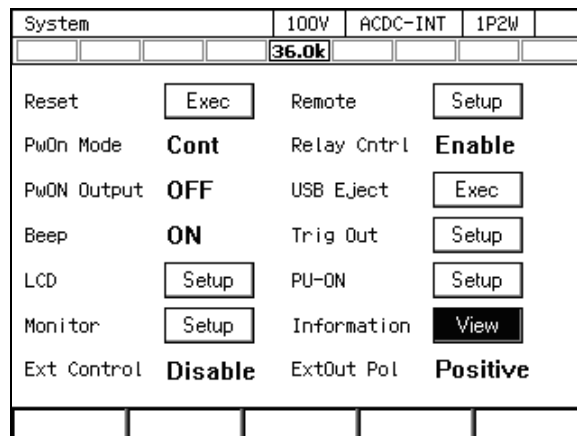 System 100V ACDC-INT 1P2W
36.0k
Reset Exec Remote Setup
PwOn Mode Cont Relay Cntrl Enable
PwON Output OFF USB Eject Exec
Beep ON Trig Out Setup
LCD Setup PU-ON Setup
Monitor Setup Information View
Ext Control Disable ExtOut Pol Positive